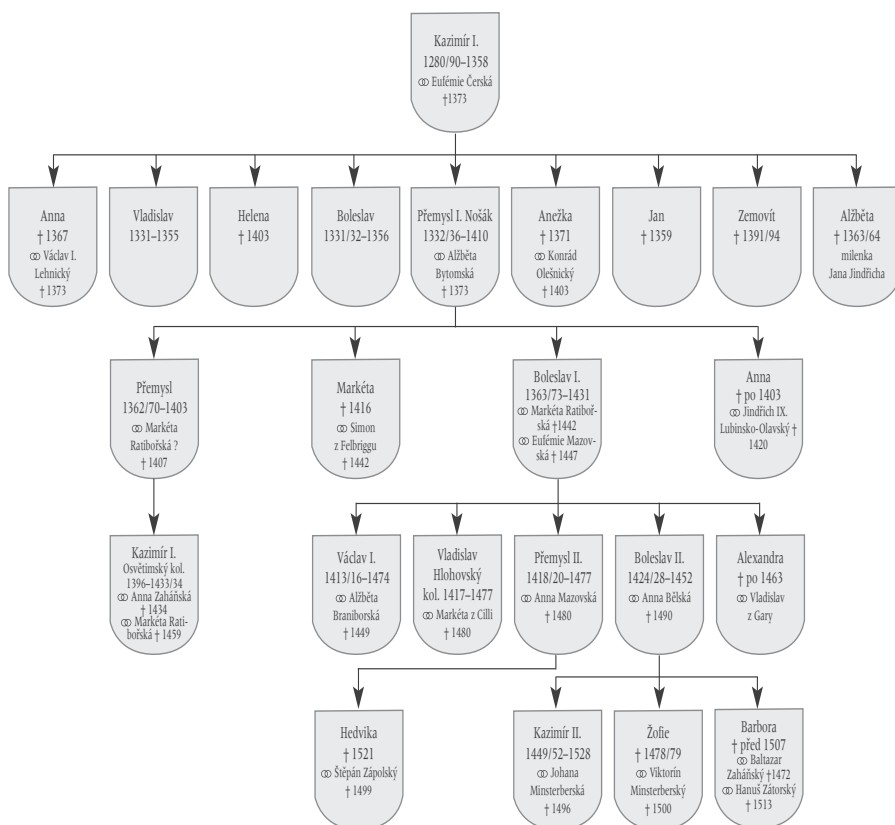 Kazimír I.
1280/90–1358
⚭ Eufémie Čerská
†1373
Anna
† 1367
⚭ Václav I.
Lehnický
† 1373
Vladislav
1331–1355
Helena
† 1403
Boleslav
1331/32–1356
Přemysl I. Nošák
1332/36–1410
⚭ Alžběta
Bytomská
† 1373
Anežka
† 1371
⚭ Konrád
Olešnický
† 1403
Jan
† 1359
Zemovít
† 1391/94
Alžběta
† 1363/64
milenka
Jana Jindřicha
Přemysl
1362/70–1403
⚭ Markéta
Ratibořská ?
† 1407
Markéta
† 1416
⚭ Simon
z Felbriggu
† 1442
Boleslav I.
1363/73–1431
⚭ Markéta Ratiboř-
ská †1442
⚭ Eufémie Mazov-
ská † 1447
Anna
† po 1403
⚭ Jindřich IX.
Lubinsko-Olavský †
1420
Kazimír I.
Osvětimský kol.
1396–1433/34
⚭ Anna Zaháňská
† 1434
⚭ Markéta Rati-
bořská † 1459
Václav I.
1413/16–1474
⚭ Alžběta
Braniborská
† 1449
Vladislav
Hlohovský
kol. 1417–1477
⚭ Markéta z Cilli
† 1480
Přemysl II.
1418/20–1477
⚭ Anna Mazovská
† 1480
Boleslav II.
1424/28–1452
⚭ Anna Bělská
† 1490
Alexandra
† po 1463
⚭ Vladislav
z Gary
Hedvika
† 1521
⚭ Štěpán Zápolský
† 1499
Kazimír II.
1449/52–1528
⚭ Johana
Minsterberská
† 1496
Žofie
† 1478/79
⚭ Viktorín
Minsterberský
† 1500
Barbora
† před 1507
⚭ Baltazar
Zaháňský †1472
⚭ Hanuš Zátorský
† 1513